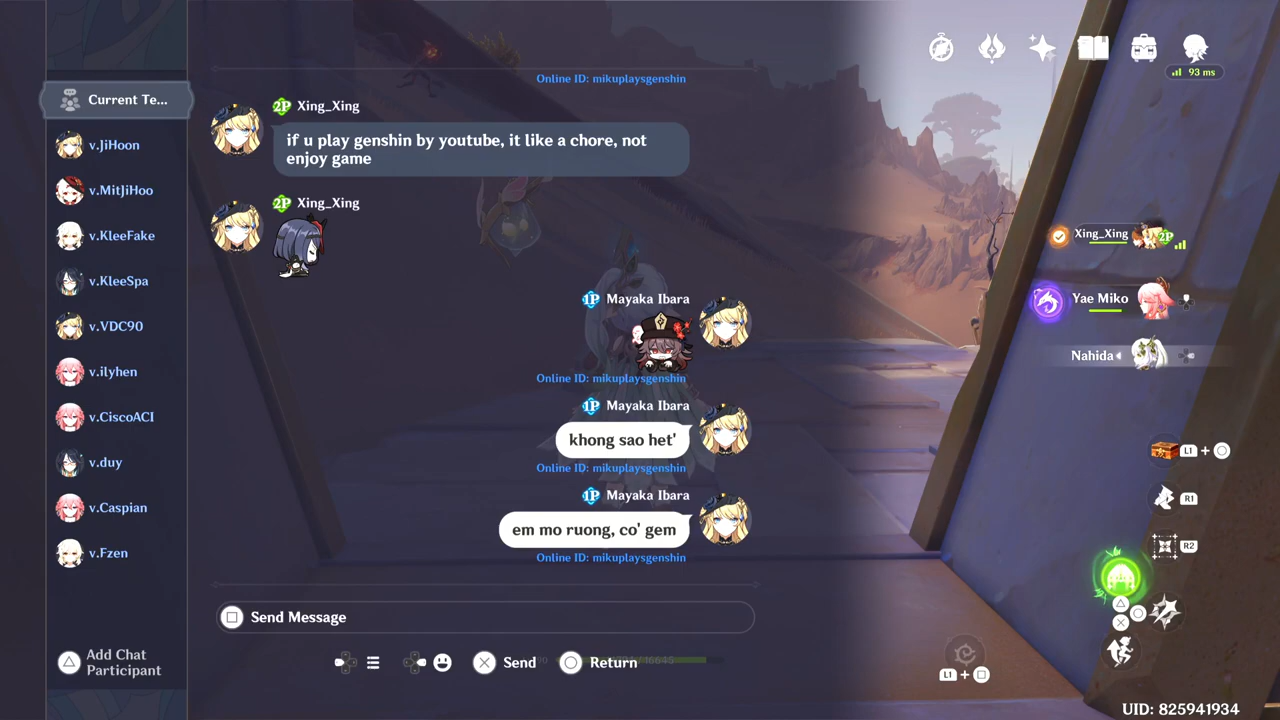 Online ID: mikuplaysgenshin
93 ms
Current Te...
2P Xing_Xing
if u play genshin by youtube, it like a chore, not
enjoy game
v.JiHoon
v.MitJiHoo
2P Xing_Xing
v.KleeFake
Xing_Xing 2P
v.KleeSpa
1P Mayaka Ibara
Yae Miko
v.VDC90
Nahida
v.ilyhen
Online ID: mikuplaysgenshin
1P Mayaka Ibara
v.CiscoACI
khong sao het'
L1 + O
v.duy
Online ID: mikuplaysgenshin
1P Mayaka Ibara
R1
v.Caspian
em mo ruong, co' gem
R2
v.Fzen
Online ID: mikuplaysgenshin
Send Message
Add Chat
Participant
Send
Return
L1 +
UID: 825941934